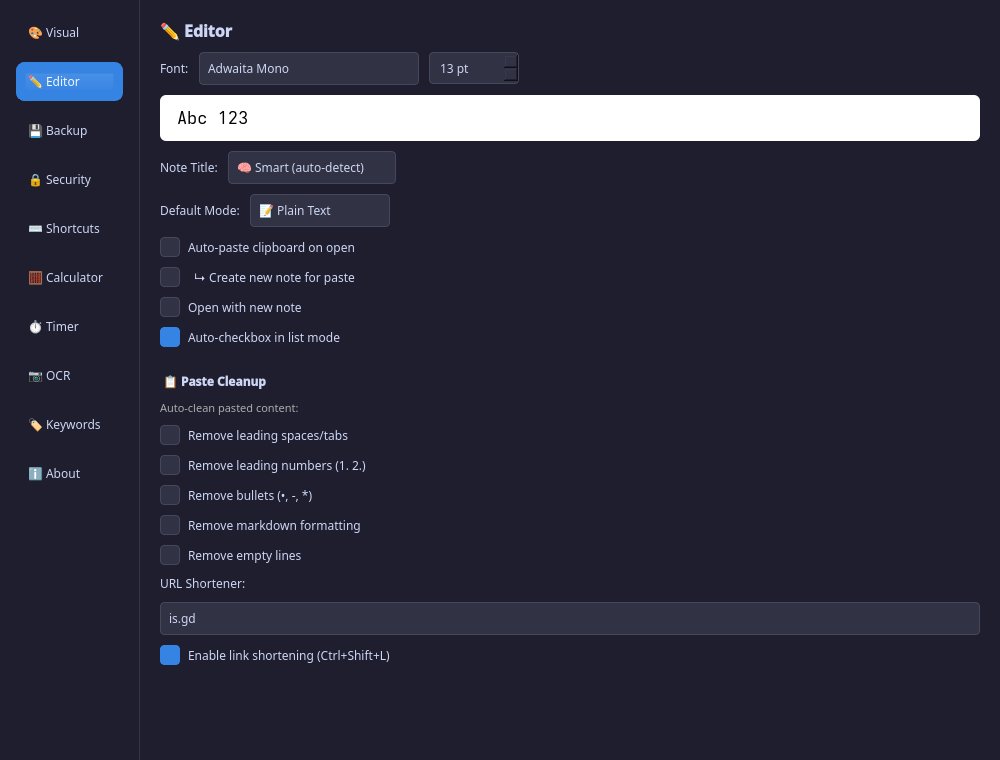 🎨 Visual
✏️ Editor
💾 Backup
🔒 Security
⌨️ Shortcuts
🧮 Calculator
⏱️ Timer
📷 OCR
🏷️ Keywords
ℹ️ About
✏️ Editor
Font: Adwaita Mono 13 pt
Abc 123
Note Title: 🧠 Smart (auto-detect)
Default Mode: 📝 Plain Text
Auto-paste clipboard on open
↳ Create new note for paste
Open with new note
Auto-checkbox in list mode
📋 Paste Cleanup
Auto-clean pasted content:
Remove leading spaces/tabs
Remove leading numbers (1. 2.)
Remove bullets (•, -, *)
Remove markdown formatting
Remove empty lines
URL Shortener:
is.gd
Enable link shortening (Ctrl+Shift+L)